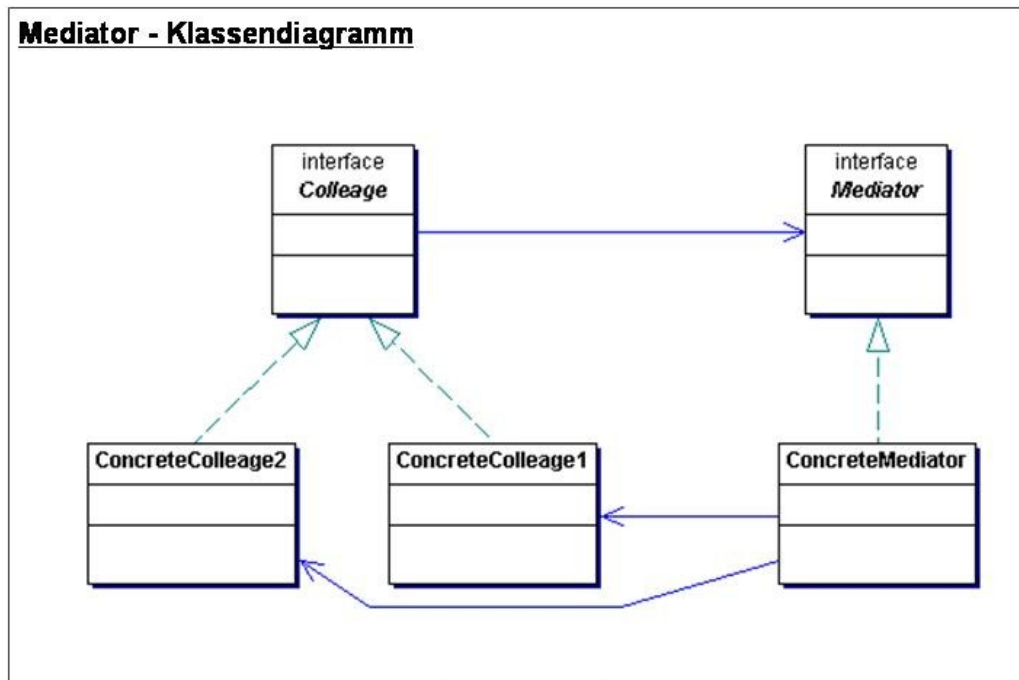 Mediator - Klassendiagramm
interface
Colleage
interface
Mediator
ConcreteColleage2
ConcreteColleage1
ConcreteMediator